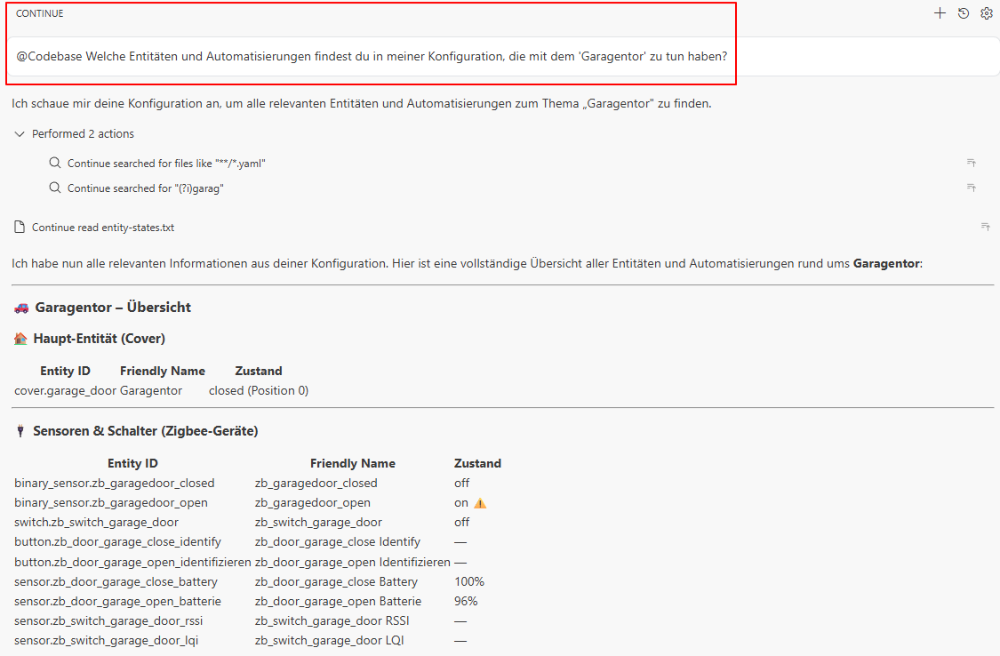 CONTINUE
@Codebase Welche Entitäten und Automatisierungen findest du in meiner Konfiguration, die mit dem 'Garagentor' zu tun haben?
Ich schaue mir deine Konfiguration an, um alle relevanten Entitäten und Automatisierungen zum Thema „Garagentor" zu finden.
Performed 2 actions
Continue searched for files like "**/*.yaml"
Continue searched for "(?i)garag"
Continue read entity-states.txt
Ich habe nun alle relevanten Informationen aus deiner Konfiguration. Hier ist eine vollständige Übersicht aller Entitäten und Automatisierungen rund ums Garagentor:
Garagentor – Übersicht
Haupt-Entität (Cover)
Entity ID Friendly Name Zustand
cover.garage_door Garagentor closed (Position 0)
Sensoren & Schalter (Zigbee-Geräte)
Entity ID Friendly Name Zustand
binary_sensor.zb_garagedoor_closed zb_garagedoor_closed off
binary_sensor.zb_garagedoor_open zb_garagedoor_open on ⚠️
switch.zb_switch_garage_door zb_switch_garage_door off
button.zb_door_garage_close_identify zb_door_garage_close Identify —
button.zb_door_garage_open_identifizieren zb_door_garage_open Identifizieren —
sensor.zb_door_garage_close_battery zb_door_garage_close Battery 100%
sensor.zb_door_garage_open_batterie zb_door_garage_open Batterie 96%
sensor.zb_switch_garage_door_rssi zb_switch_garage_door RSSI —
sensor.zb_switch_garage_door_lqi zb_switch_garage_door LQI —